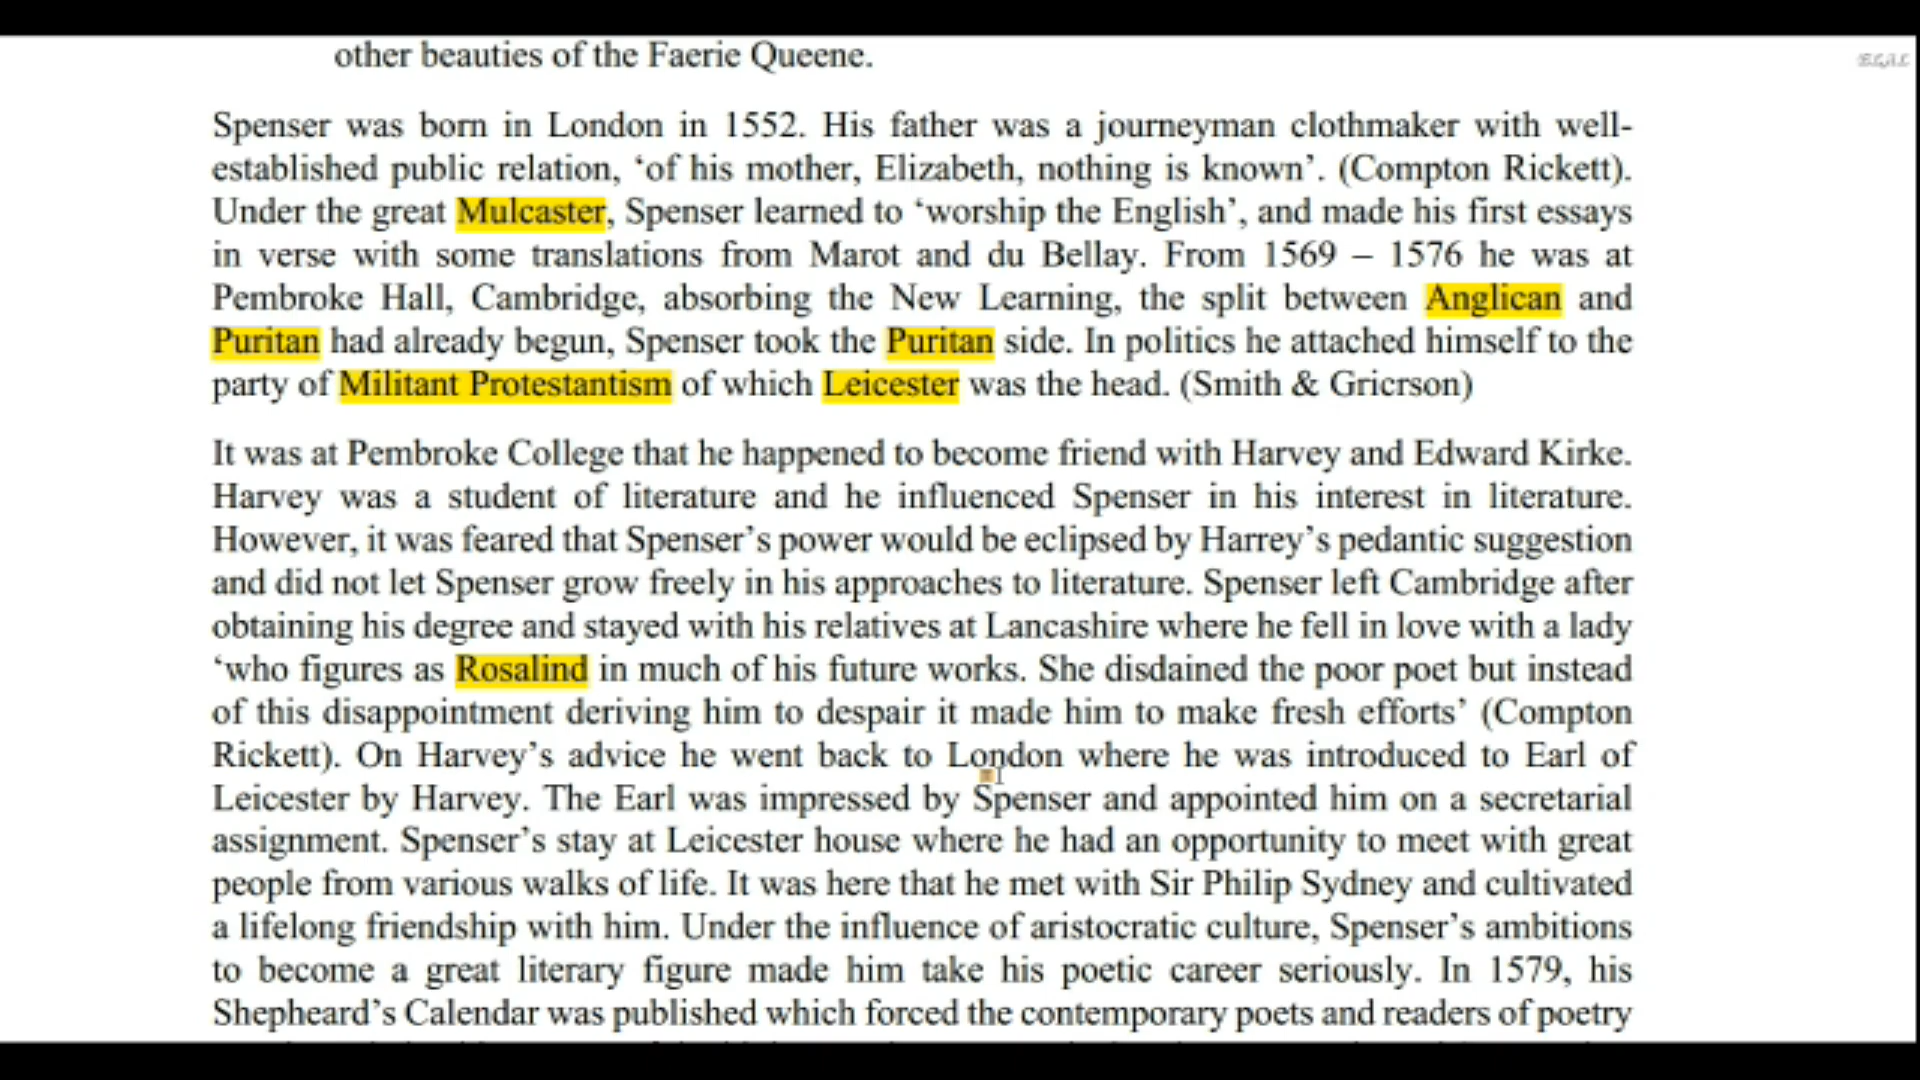 other beauties of the Faerie Queene.
BLAL
Spenser was born in London in 1552. His father was a journeyman clothmaker with well-
established public relation, ‘of his mother, Elizabeth, nothing is known’. (Compton Rickett).
Under the great Mulcaster, Spenser learned to ‘worship the English’, and made his first essays
in verse with some translations from Marot and du Bellay. From 1569 – 1576 he was at
Pembroke Hall, Cambridge, absorbing the New Learning, the split between Anglican and
Puritan had already begun, Spenser took the Puritan side. In politics he attached himself to the
party of Militant Protestantism of which Leicester was the head. (Smith & Gricrson)
It was at Pembroke College that he happened to become friend with Harvey and Edward Kirke.
Harvey was a student of literature and he influenced Spenser in his interest in literature.
However, it was feared that Spenser’s power would be eclipsed by Harrey’s pedantic suggestion
and did not let Spenser grow freely in his approaches to literature. Spenser left Cambridge after
obtaining his degree and stayed with his relatives at Lancashire where he fell in love with a lady
‘who figures as Rosalind in much of his future works. She disdained the poor poet but instead
of this disappointment deriving him to despair it made him to make fresh efforts’ (Compton
Rickett). On Harvey’s advice he went back to London where he was introduced to Earl of
Leicester by Harvey. The Earl was impressed by Spenser and appointed him on a secretarial
assignment. Spenser’s stay at Leicester house where he had an opportunity to meet with great
people from various walks of life. It was here that he met with Sir Philip Sydney and cultivated
a lifelong friendship with him. Under the influence of aristocratic culture, Spenser’s ambitions
to become a great literary figure made him take his poetic career seriously. In 1579, his
Shepheard’s Calendar was published which forced the contemporary poets and readers of poetry